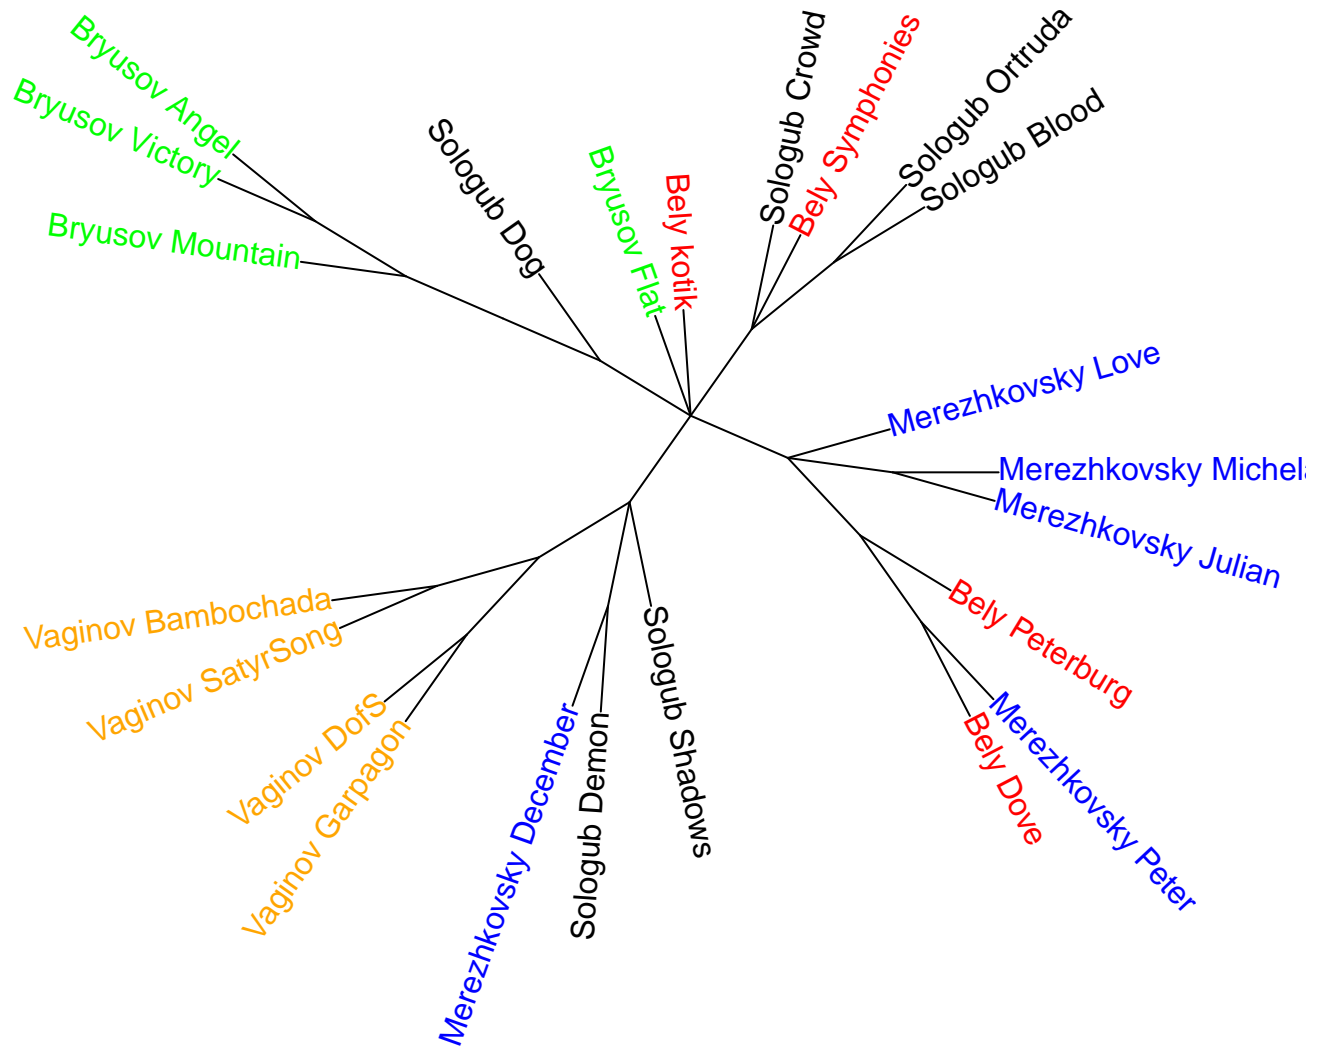 Bryusov Angel
Bryusov Victory
Bryusov Mountain
Sologub Dog
Bryusov Flat
Bely kotik
Sologub Crowd
Bely Symphonies
Sologub Ortruda
Sologub Blood
Merezhkovsky Love
Merezhkovsky
Merezhkovsky Julian
Bely Peterburg
Merezhkovsky Peter
Bely Dove
Sologub Shadows
Sologub Demon
Merezhkovsky December
Vaginov Garpagon
Vaginov DofS
Vaginov SatyrSong
Vaginov Bambochada